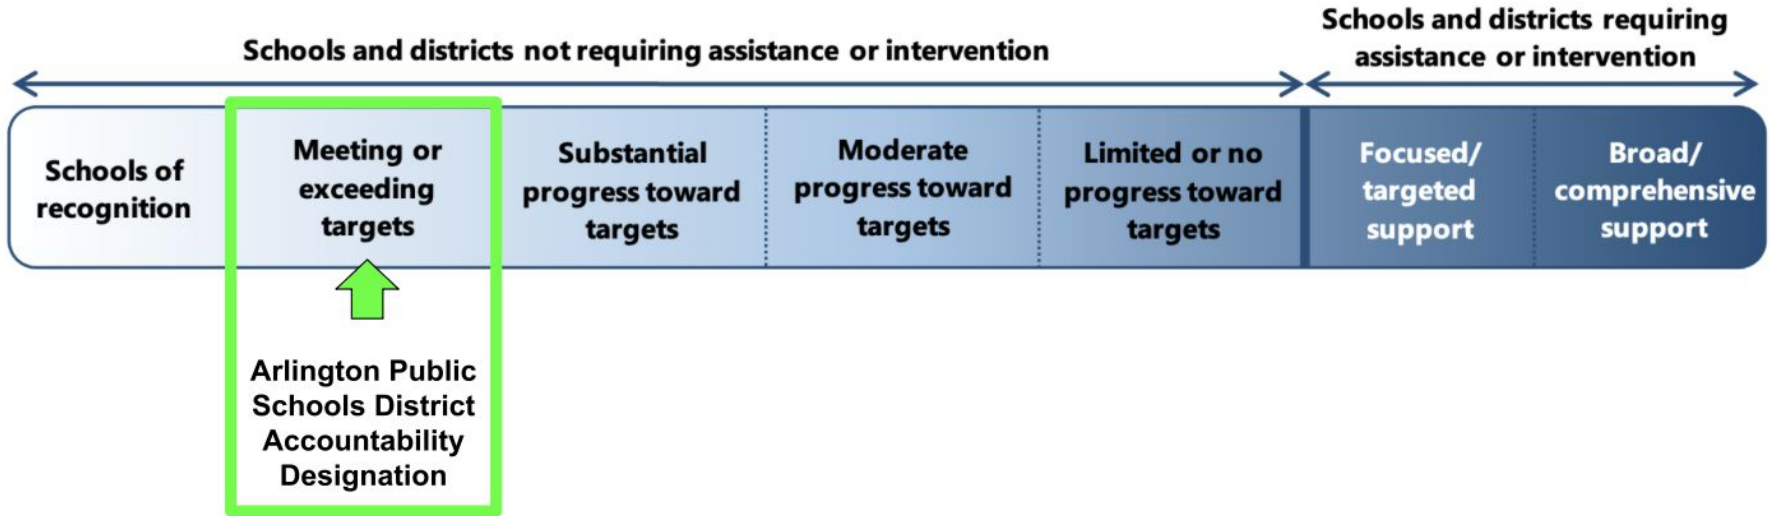 Schools and districts not requiring assistance or intervention
Schools and districts requiring
assistance or intervention
Schools of
recognition
Meeting or
exceeding
targets
Substantial
progress toward
targets
Moderate
progress toward
targets
Limited or no
progress toward
targets
Focused/
targeted
support
Broad/
comprehensive
support
Arlington Public
Schools District
Accountability
Designation